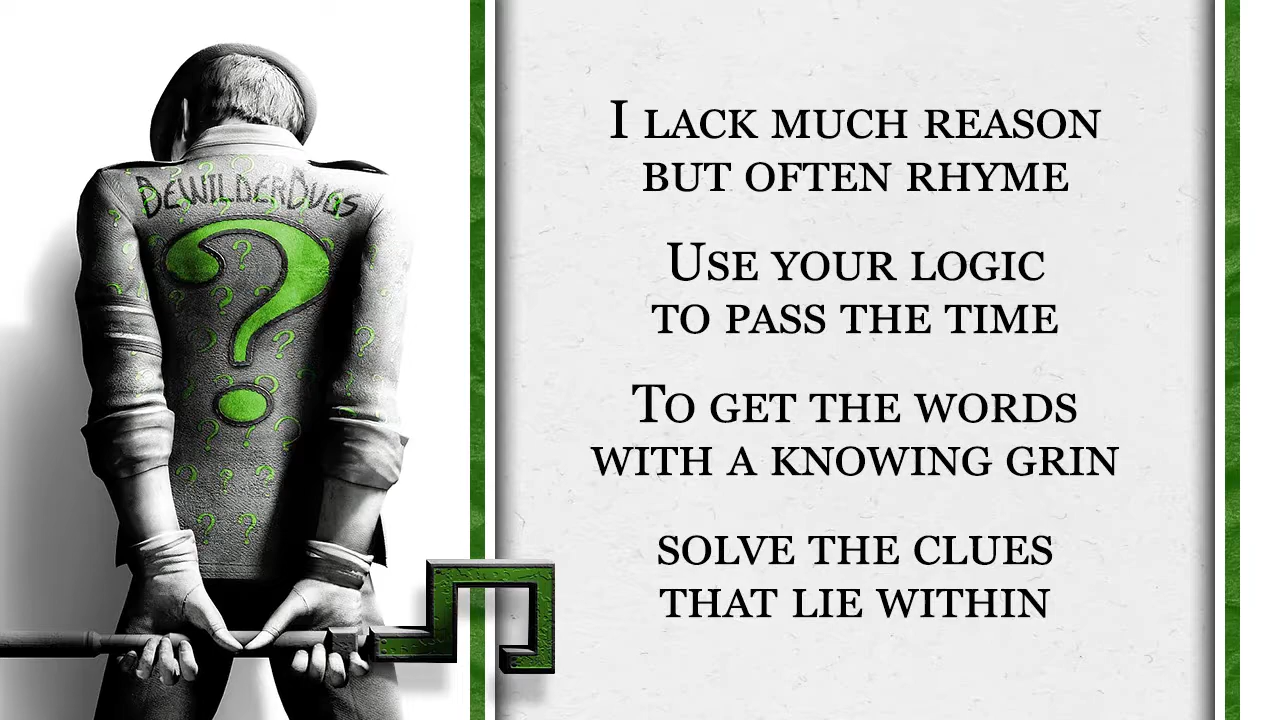 BEWILDERBUGS
?
I LACK MUCH REASON
BUT OFTEN RHYME
USE YOUR LOGIC
TO PASS THE TIME
TO GET THE WORDS
WITH A KNOWING GRIN
SOLVE THE CLUES
THAT LIE WITHIN